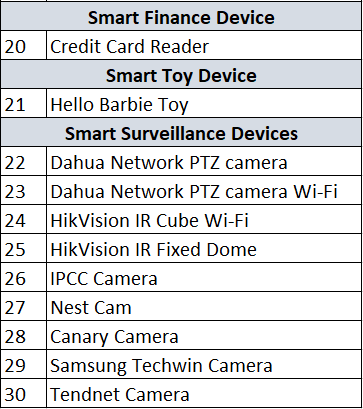 Smart Finance Device
20 Credit Card Reader
Smart Toy Device
21 Hello Barbie Toy
Smart Surveillance Devices
22 Dahua Network PTZ camera
23 Dahua Network PTZ camera Wi-Fi
24 HikVision IR Cube Wi-Fi
25 HikVision IR Fixed Dome
26 IPCC Camera
27 Nest Cam
28 Canary Camera
29 Samsung Techwin Camera
30 Tendnet Camera